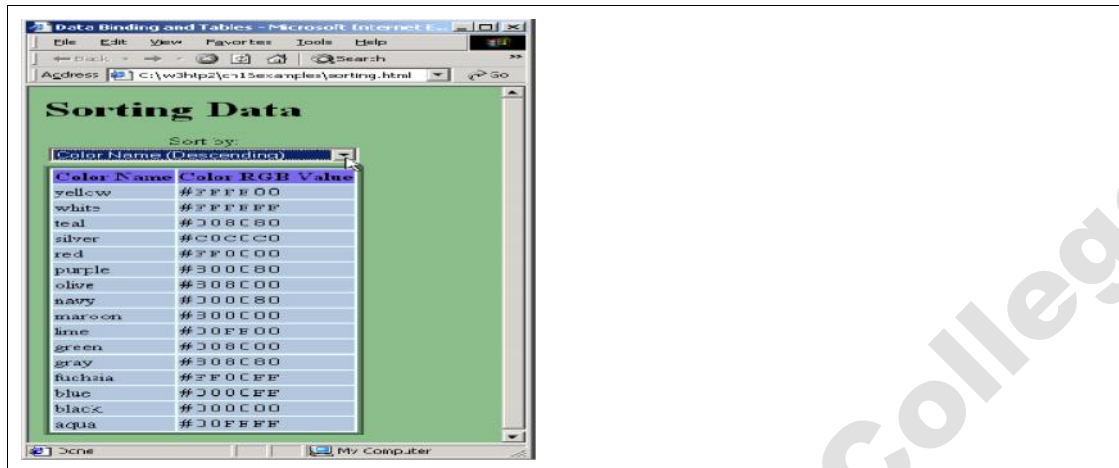 Data Binding and Tables - Microsoft Internet E...
File Edit View Favorites Tools Help
Back Search »
Address C:\w3htp2\ch15examples\sorting.html Go
Sorting Data
Sort by:
Color Name (Descending)
Color Name Color RGB Value
yellow #FFFF00
white #FFFFFF
teal #008080
silver #C0C0C0
red #FF0000
purple #800080
olive #808000
navy #000080
maroon #800000
lime #00FF00
green #008000
gray #808080
fuchsia #FF00FF
blue #0000FF
black #000000
aqua #00FFFF
Done My Computer